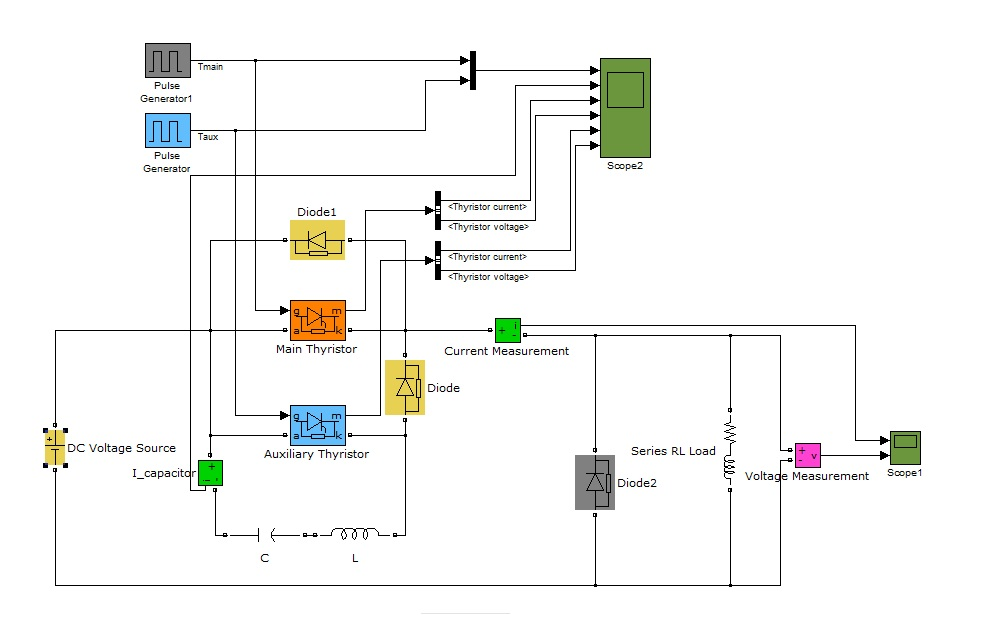 Tmain
Pulse
Generator1
Taux
Pulse
Generator
Scope2
<Thyristor current>
<Thyristor voltage>
Diode1
<Thyristor current>
<Thyristor voltage>
g m
a k
Main Thyristor
+ i
-
Current Measurement
Diode
g m
a k
Auxiliary Thyristor
+
DC Voltage Source
I_capacitor
+
- i
Series RL Load
+
- v
Voltage Measurement
Scope1
Diode2
C
L